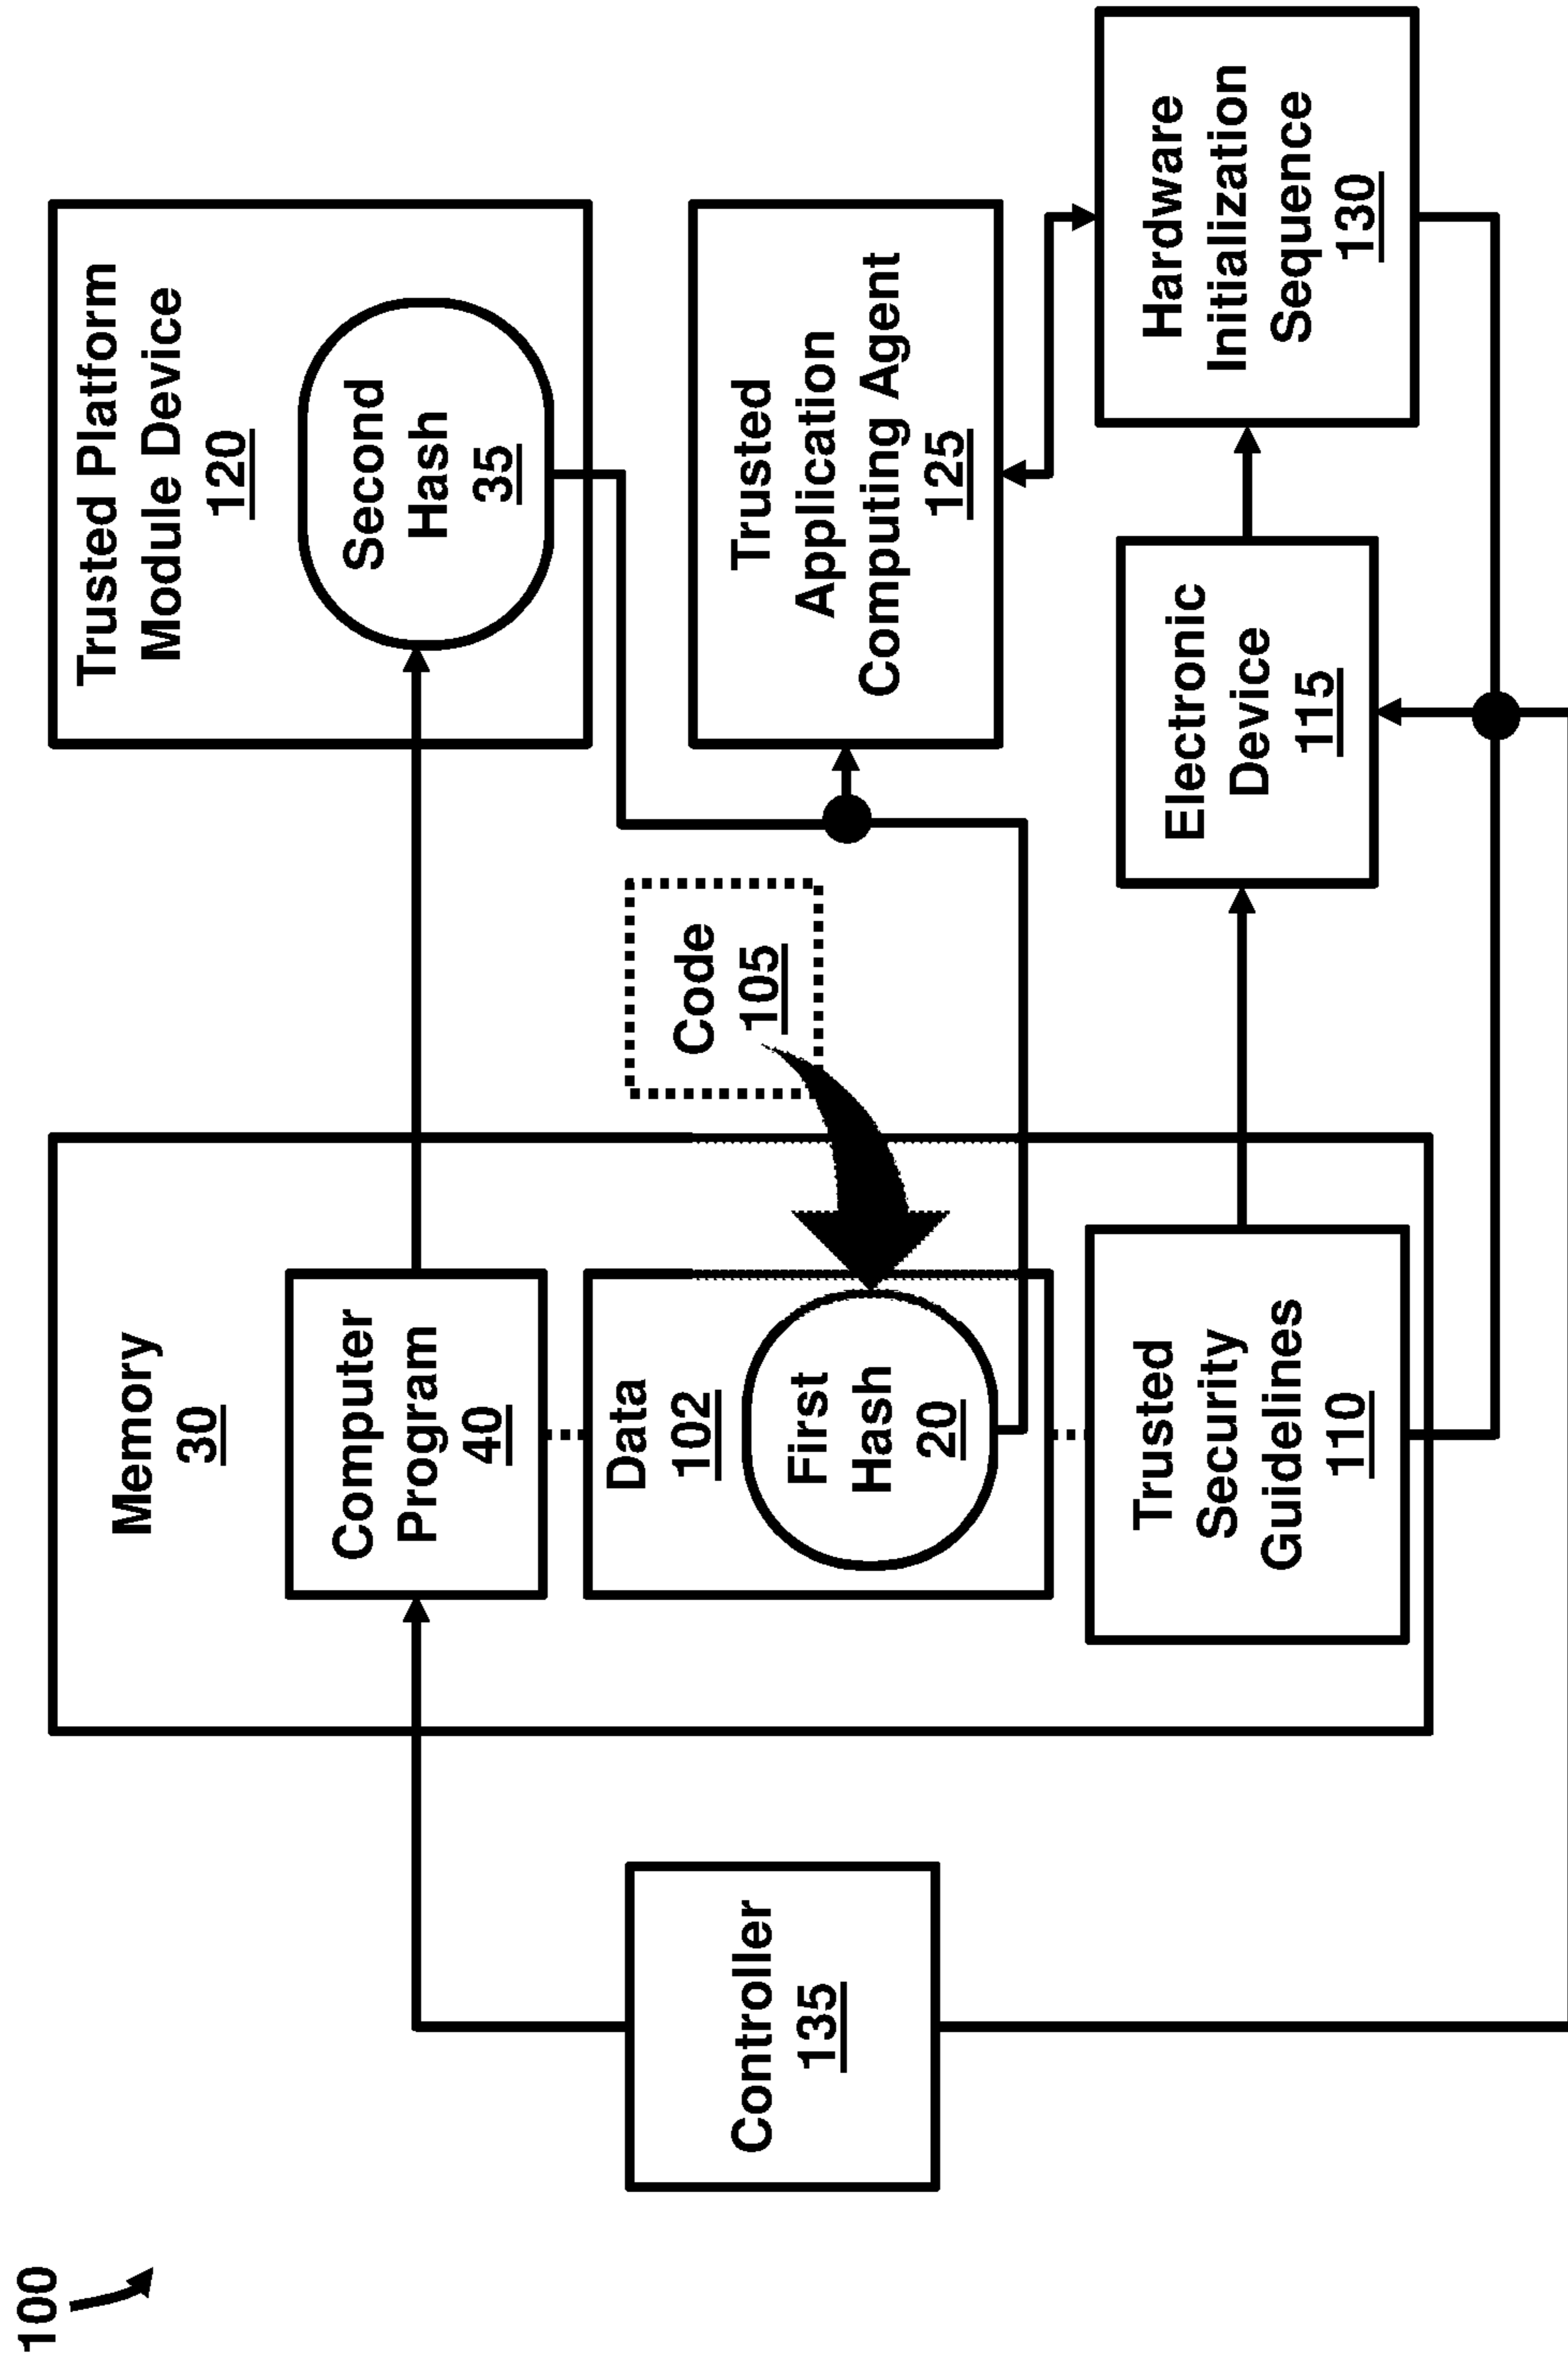 100
Controller
135
Memory
30
Computer
Program
40
Data
102
First
Hash
20
Trusted
Security
Guidelines
110
Code
105
Trusted Platform
Module Device
120
Second
Hash
35
Trusted
Application
Computing Agent
125
Electronic
Device
115
Hardware
Initialization
Sequence
130